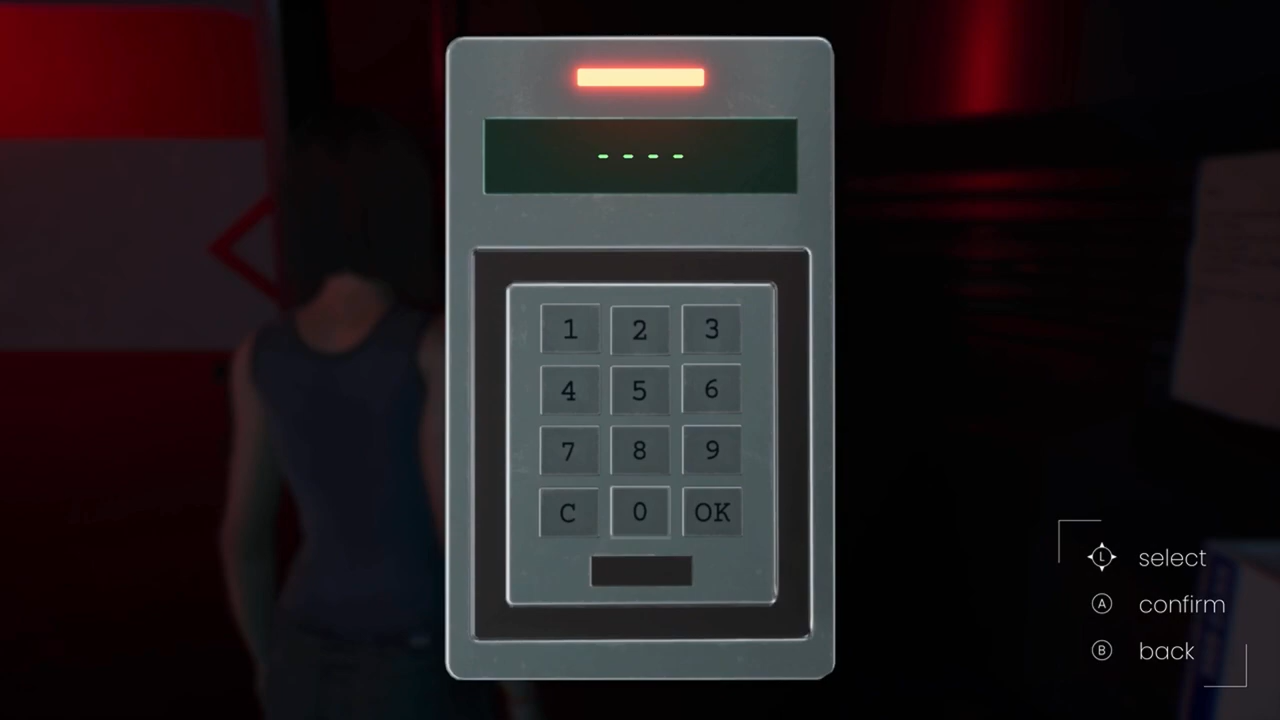 - - - -
1 2 3
4 5 6
7 8 9
C 0 OK
L select
A confirm
B back